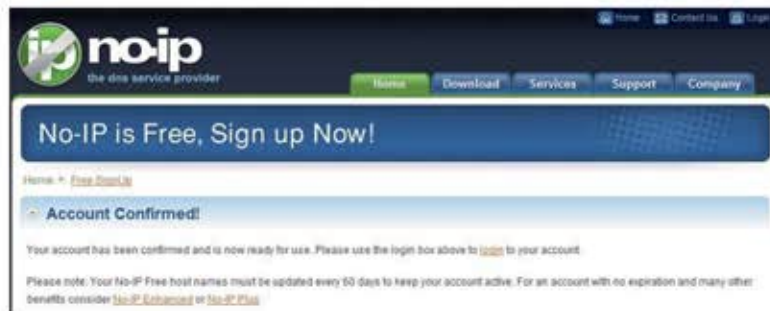 Home Contact Us Login
no-ip
the dns service provider
Home Download Services Support Company
No-IP is Free, Sign up Now!
Home Free SignUp
Account Confirmed!
Your account has been confirmed and is now ready for use. Please use the login box above to login to your account
Please note. Your No-IP Free host names must be updated every 60 days to keep your account active. For an account with no expiration and many other
benefits consider No-IP Enhanced or No-IP Plus